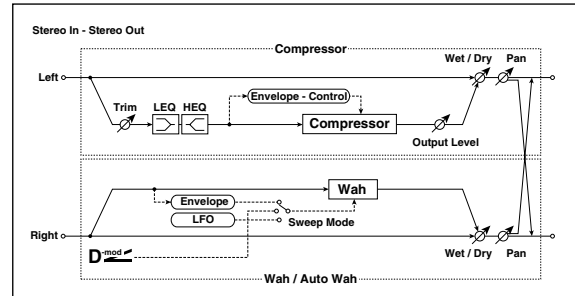 Stereo In - Stereo Out
Compressor
Wet / Dry
Pan
Left
Trim
LEQ
HEQ
Envelope - Control
Compressor
Output Level
Envelope
Wah
LFO
Sweep Mode
Right
D-mod
Wet / Dry
Pan
Wah / Auto Wah